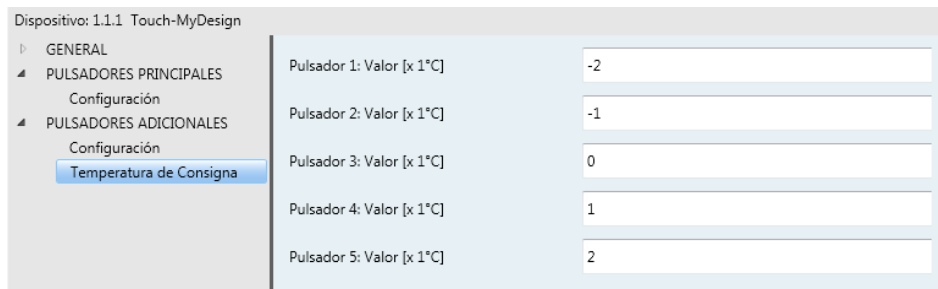 Dispositivo: 1.1.1 Touch-MyDesign
GENERAL
PULSADORES PRINCIPALES
Configuración
PULSADORES ADICIONALES
Configuración
Temperatura de Consigna
Pulsador 1: Valor [x 1°C] -2
Pulsador 2: Valor [x 1°C] -1
Pulsador 3: Valor [x 1°C] 0
Pulsador 4: Valor [x 1°C] 1
Pulsador 5: Valor [x 1°C] 2